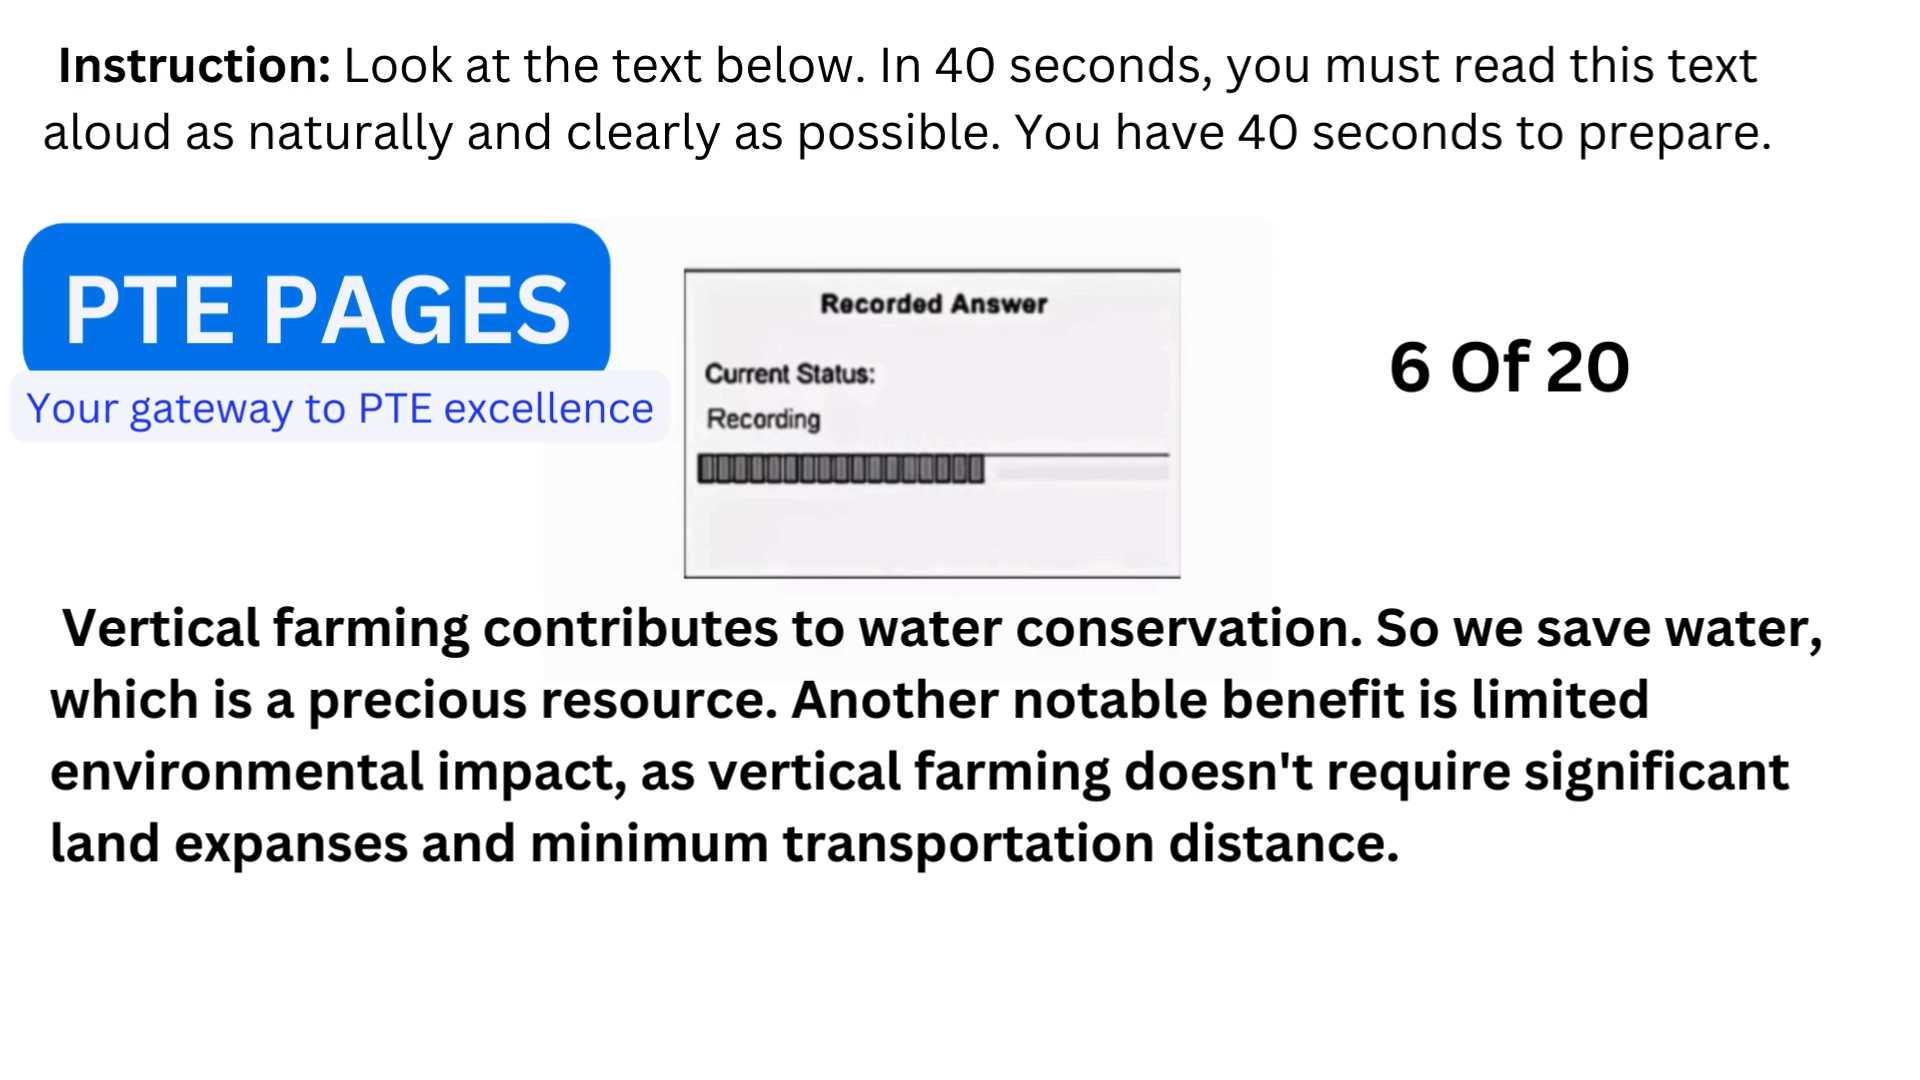 Instruction: Look at the text below. In 40 seconds, you must read this text
aloud as naturally and clearly as possible. You have 40 seconds to prepare.
PTE PAGES
Your gateway to PTE excellence
Recorded Answer
Current Status:
Recording
6 Of 20
Vertical farming contributes to water conservation. So we save water,
which is a precious resource. Another notable benefit is limited
environmental impact, as vertical farming doesn't require significant
land expanses and minimum transportation distance.